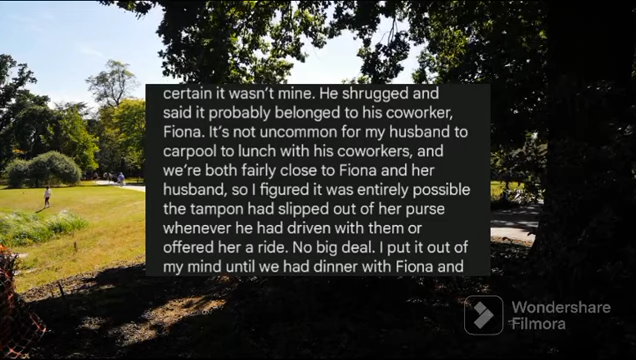 certain it wasn't mine. He shrugged and
said it probably belonged to his coworker,
Fiona. It's not uncommon for my husband to
carpool to lunch with his coworkers, and
we're both fairly close to Fiona and her
husband, so I figured it was entirely possible
the tampon had slipped out of her purse
whenever he had driven with them or
offered her a ride. No big deal. I put it out of
my mind until we had dinner with Fiona and
Wondershare
Filmora